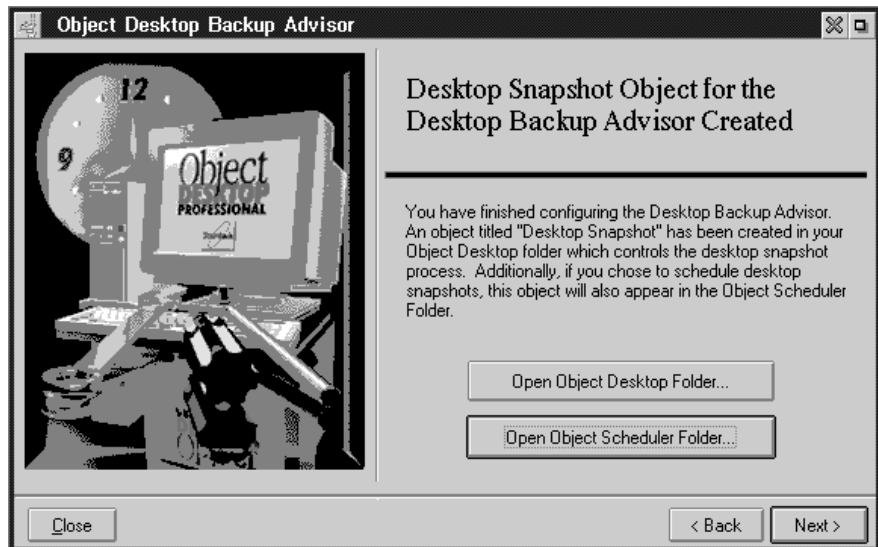 Object Desktop Backup Advisor
12
9
Object
DESKTOP
PROFESSIONAL
Desktop Snapshot Object for the
Desktop Backup Advisor Created
You have finished configuring the Desktop Backup Advisor.
An object titled "Desktop Snapshot" has been created in your
Object Desktop folder which controls the desktop snapshot
process. Additionally, if you chose to schedule desktop
snapshots, this object will also appear in the Object Scheduler
Folder.
Open Object Desktop Folder...
Open Object Scheduler Folder...
Close
< Back
Next >